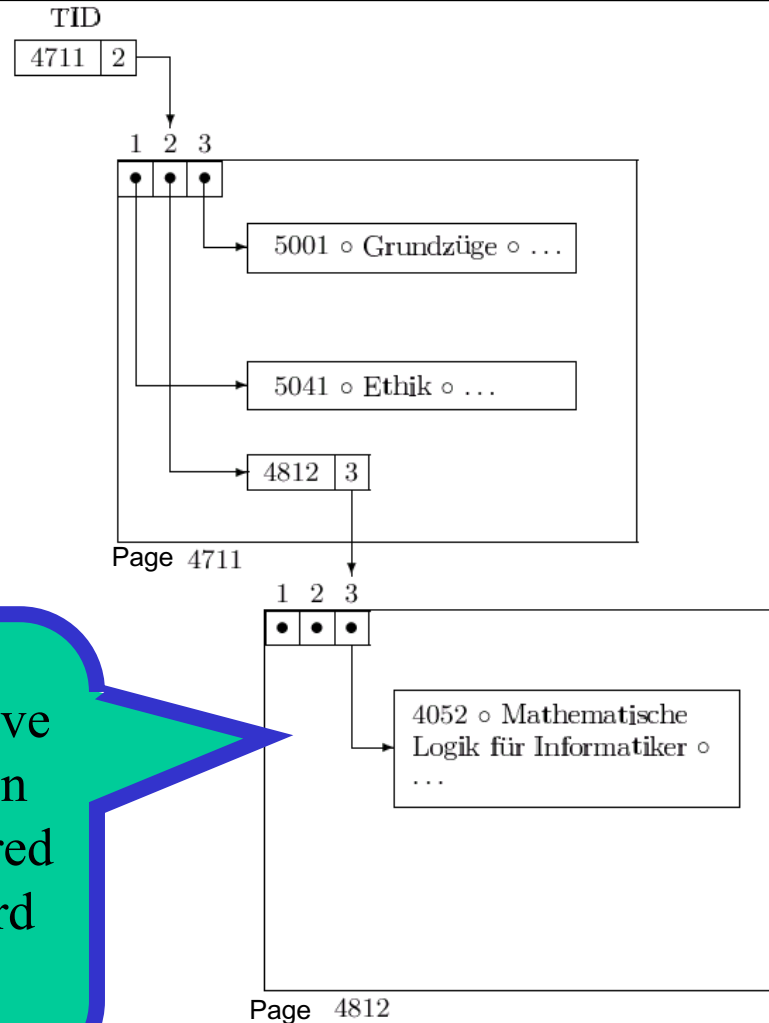 TID
4711 2
1 2 3
5001 ∘ Grundzüge ∘ ...
5041 ∘ Ethik ∘ ...
4812 3
Page 4711
1 2 3
4052 ∘ Mathematische
Logik für Informatiker ∘
...
Page 4812